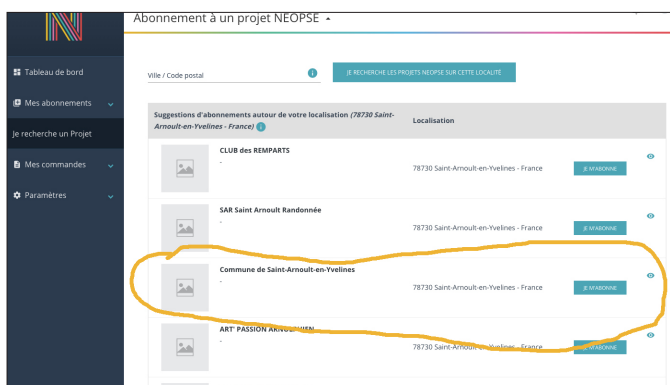 Abonnement à un projet NEOPSE
Tableau de bord
Mes abonnements
Je recherche un Projet
Mes commandes
Paramètres
Ville / Code postal
JE RECHERCHE LES PROJETS NEOPSE SUR CETTE LOCALITÉ
Suggestions d'abonnements autour de votre localisation (78730 Saint-
Arnoult-en-Yvelines - France)
Localisation
CLUB des REMPARTS
-
78730 Saint-Arnoult-en-Yvelines - France
JE M'ABONNE
SAR Saint Arnoult Randonnée
-
78730 Saint-Arnoult-en-Yvelines - France
JE M'ABONNE
Commune de Saint-Arnoult-en-Yvelines
-
78730 Saint-Arnoult-en-Yvelines - France
JE M'ABONNE
ART' PASSION
-
78730 Saint-Arnoult-en-Yvelines - France
JE M'ABONNE